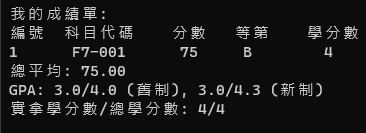 我的成績單:
編號 科目代碼 分數 等第 學分數
1 F7-001 75 B 4
總平均: 75.00
GPA: 3.0/4.0 (舊制), 3.0/4.3 (新制)
實拿學分數/總學分數: 4/4